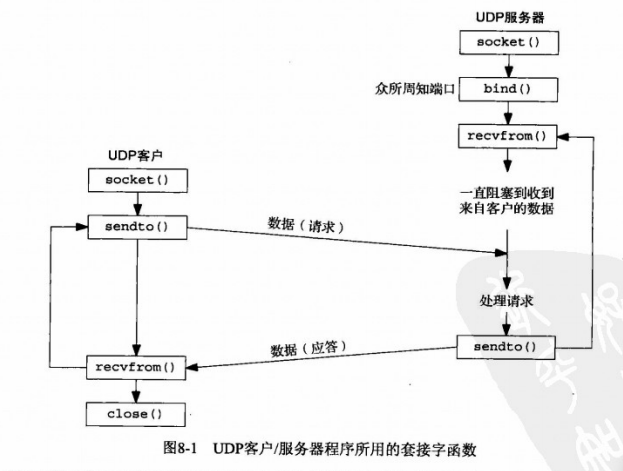 UDP服务器
socket()
众所周知端口
bind()
recvfrom()
UDP客户
socket()
一直阻塞到收到
来自客户的数据
sendto()
数据（请求）
处理请求
sendto()
数据（应答）
recvfrom()
close()
图8-1 UDP客户/服务器程序所用的套接字函数